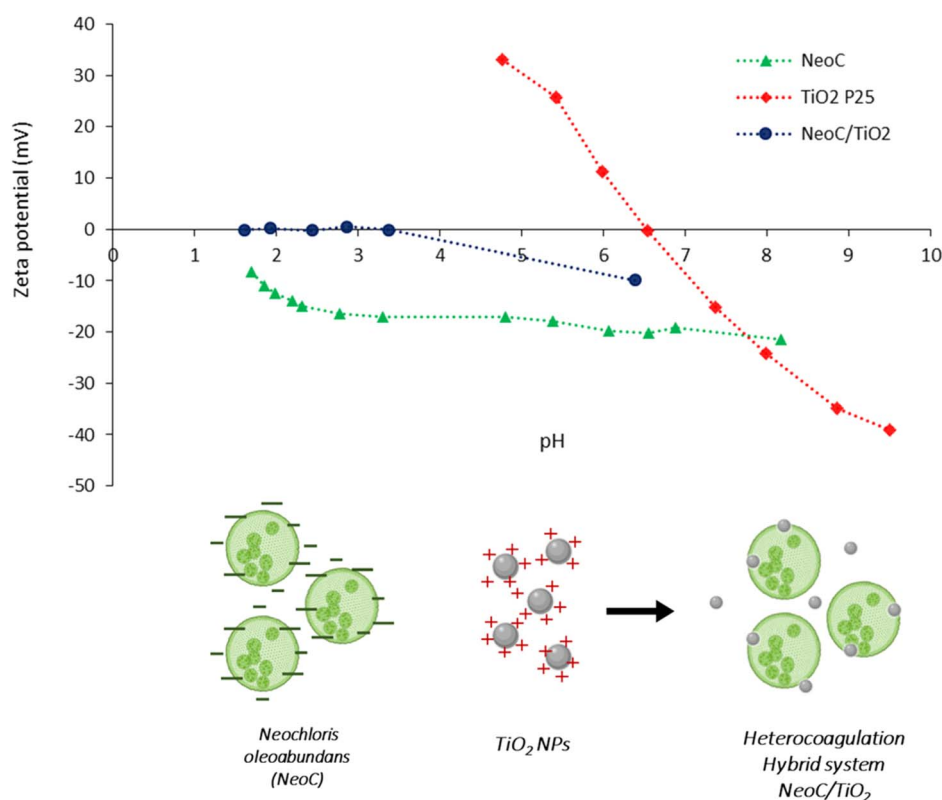 40
30
20
10
0
-10
-20
-30
-40
-50
Zeta potential (mV)
0 1 2 3 4 5 6 7 8 9 10
pH
NeoC
TiO2 P25
NeoC/TiO2
Neochloris
oleoabundans
(NeoC)
TiO₂ NPs
Heterocoagulation
Hybrid system
NeoC/TiO₂